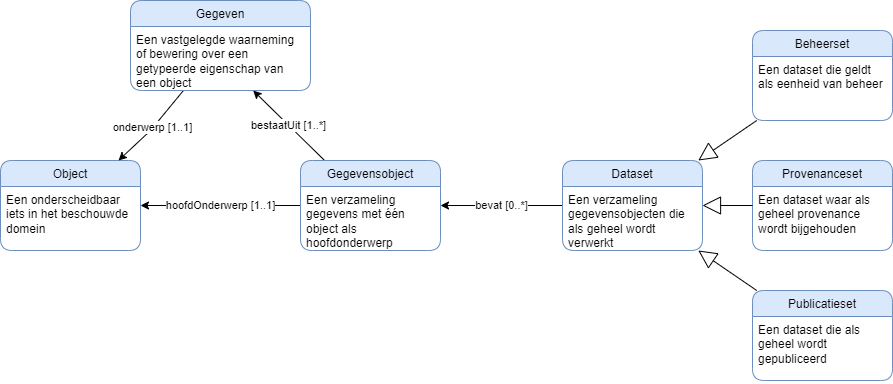 Gegeven
Een vastgelegde waarneming
of bewering over een
getypeerde eigenschap van
een object
Beheerset
Een dataset die geldt
als eenheid van beheer
onderwerp [1..1]
bestaatUit [1..*]
Object
Een onderscheidbaar
iets in het beschouwde
domein
hoofdOnderwerp [1..1]
Gegevensobject
Een verzameling
gegevens met één
object als
hoofdonderwerp
bevat [0..*]
Dataset
Een verzameling
gegevensobjecten die
als geheel wordt
verwerkt
Provenanceset
Een dataset waar als
geheel provenance
wordt bijgehouden
Publicatieset
Een dataset die als
geheel wordt
gepubliceerd